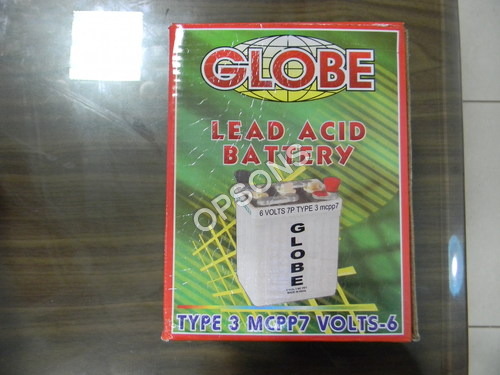 GLOBE
LEAD ACID
BATTERY
OPSONS
6 VOLTS 7P TYPE 3 mcpp7
GLOBE
TYPE 3 MCPP7 VOLTS-6